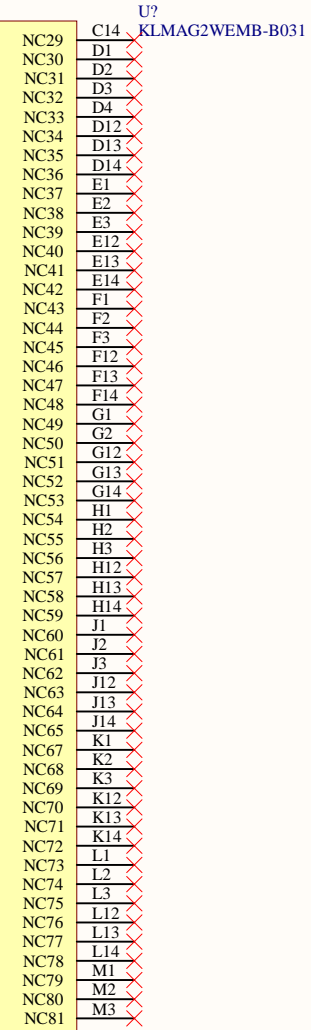 U?
KLMAG2WEMB-B031
NC29 C14
NC30 D1
NC31 D2
NC32 D3
NC33 D4
NC34 D12
NC35 D13
NC36 D14
NC37 E1
NC38 E2
NC39 E3
NC40 E12
NC41 E13
NC42 E14
NC43 F1
NC44 F2
NC45 F3
NC46 F12
NC47 F13
NC48 F14
NC49 G1
NC50 G2
NC51 G12
NC52 G13
NC53 G14
NC54 H1
NC55 H2
NC56 H3
NC57 H12
NC58 H13
NC59 H14
NC60 J1
NC61 J2
NC62 J3
NC63 J12
NC64 J13
NC65 J14
NC67 K1
NC68 K2
NC69 K3
NC70 K12
NC71 K13
NC72 K14
NC73 L1
NC74 L2
NC75 L3
NC76 L12
NC77 L13
NC78 L14
NC79 M1
NC80 M2
NC81 M3